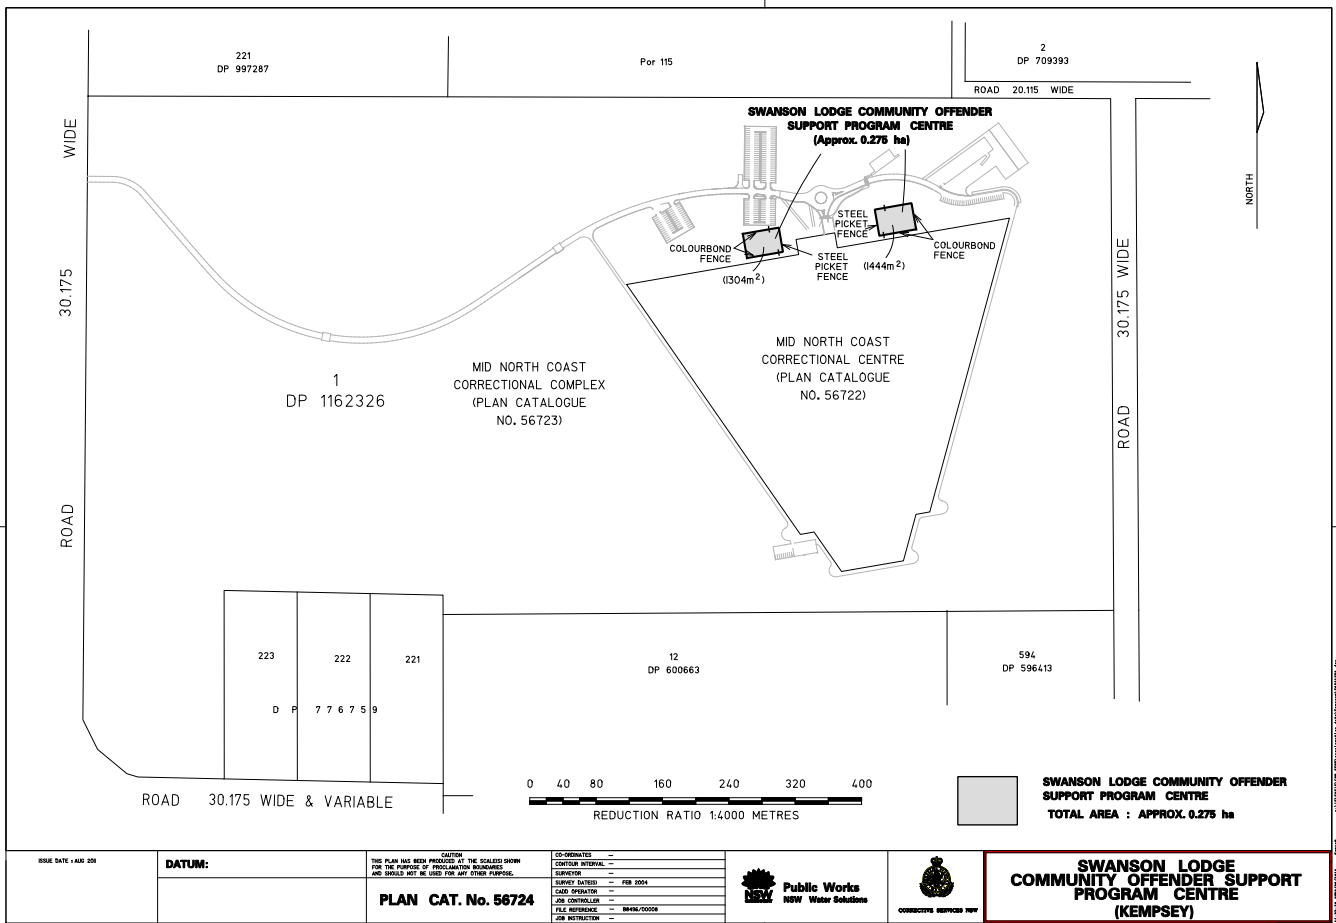 221
DP 997287
Por 115
2
DP 709393
ROAD 20.115 WIDE
SWANSON LODGE COMMUNITY OFFENDER
SUPPORT PROGRAM CENTRE
(Approx. 0.275 ha)
NORTH
WIDE
30.175
ROAD
STEEL
PICKET
FENCE
COLOURBOND
FENCE
STEEL
PICKET
FENCE
COLOURBOND
FENCE
(1304m²)
(1444m²)
ROAD 30.175 WIDE
MID NORTH COAST
CORRECTIONAL CENTRE
(PLAN CATALOGUE
NO. 56722)
MID NORTH COAST
CORRECTIONAL COMPLEX
(PLAN CATALOGUE
NO. 56723)
1
DP 1162326
223
222
221
D P 7 7 6 7 5 9
12
DP 600663
594
DP 596413
ROAD 30.175 WIDE & VARIABLE
0 40 80 160 240 320 400
REDUCTION RATIO 1:4000 METRES
SWANSON LODGE COMMUNITY OFFENDER
SUPPORT PROGRAM CENTRE
TOTAL AREA : APPROX. 0.275 ha
ISSUE DATE : AUG 201
DATUM:
CAUTION
THIS PLAN HAS BEEN PRODUCED AT THE SCALE(S) SHOWN
FOR THE PURPOSE OF PROCLAMATION BOUNDARIES
AND SHOULD NOT BE USED FOR ANY OTHER PURPOSE.
PLAN CAT. No. 56724
CO-ORDINATES —
CONTOUR INTERVAL —
SURVEYOR —
SURVEY DATE(S) — FEB 2004
CADD OPERATOR —
JOB CONTROLLER —
FILE REFERENCE —
JOB INSTRUCTION —
NSW
Public Works
NSW Water Solutions
CORRECTIVE SERVICES NSW
SWANSON LODGE
COMMUNITY OFFENDER SUPPORT
PROGRAM CENTRE
(KEMPSEY)